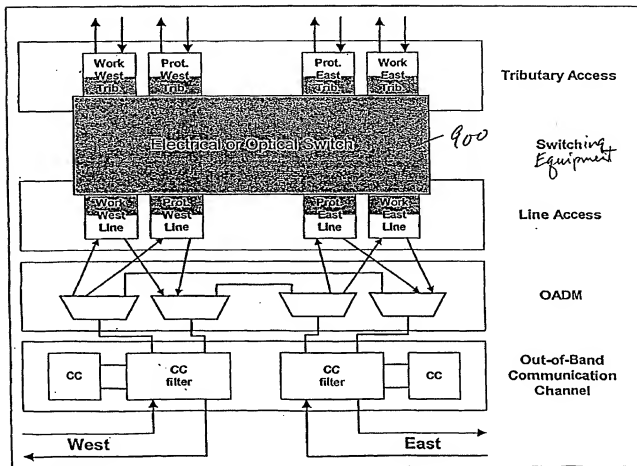 Work
West
Trib.
Prot.
West
Trib.
Prot.
East
Trib.
Work
East
Trib.
Tributary Access
Electrical or Optical Switch
900
Switching
Equipment
Work
West
Line
Prot.
West
Line
Prot.
East
Line
Work
East
Line
Line Access
OADM
CC
CC
filter
CC
filter
CC
Out-of-Band
Communication
Channel
West
East